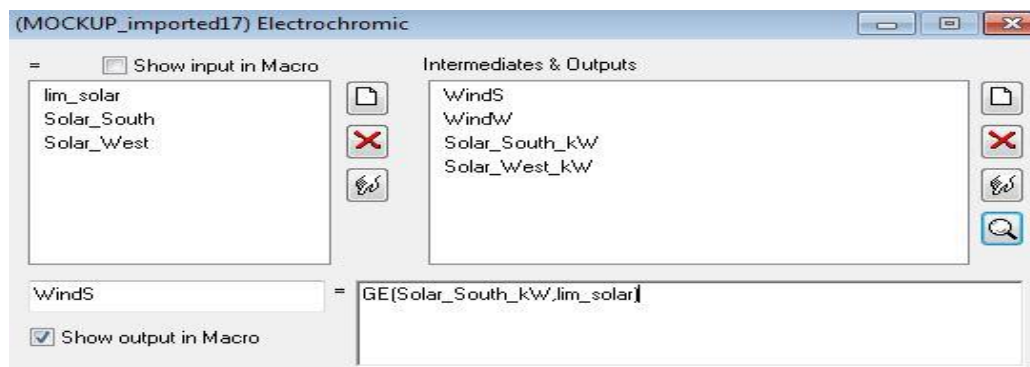 (MOCKUP_imported17) Electrochromic
= Show input in Macro
Intermediates & Outputs
lim_solar
Solar_South
Solar_West
WindS
WindW
Solar_South_kW
Solar_West_kW
WindS = GE(Solar_South_kW,lim_solar)
Show output in Macro